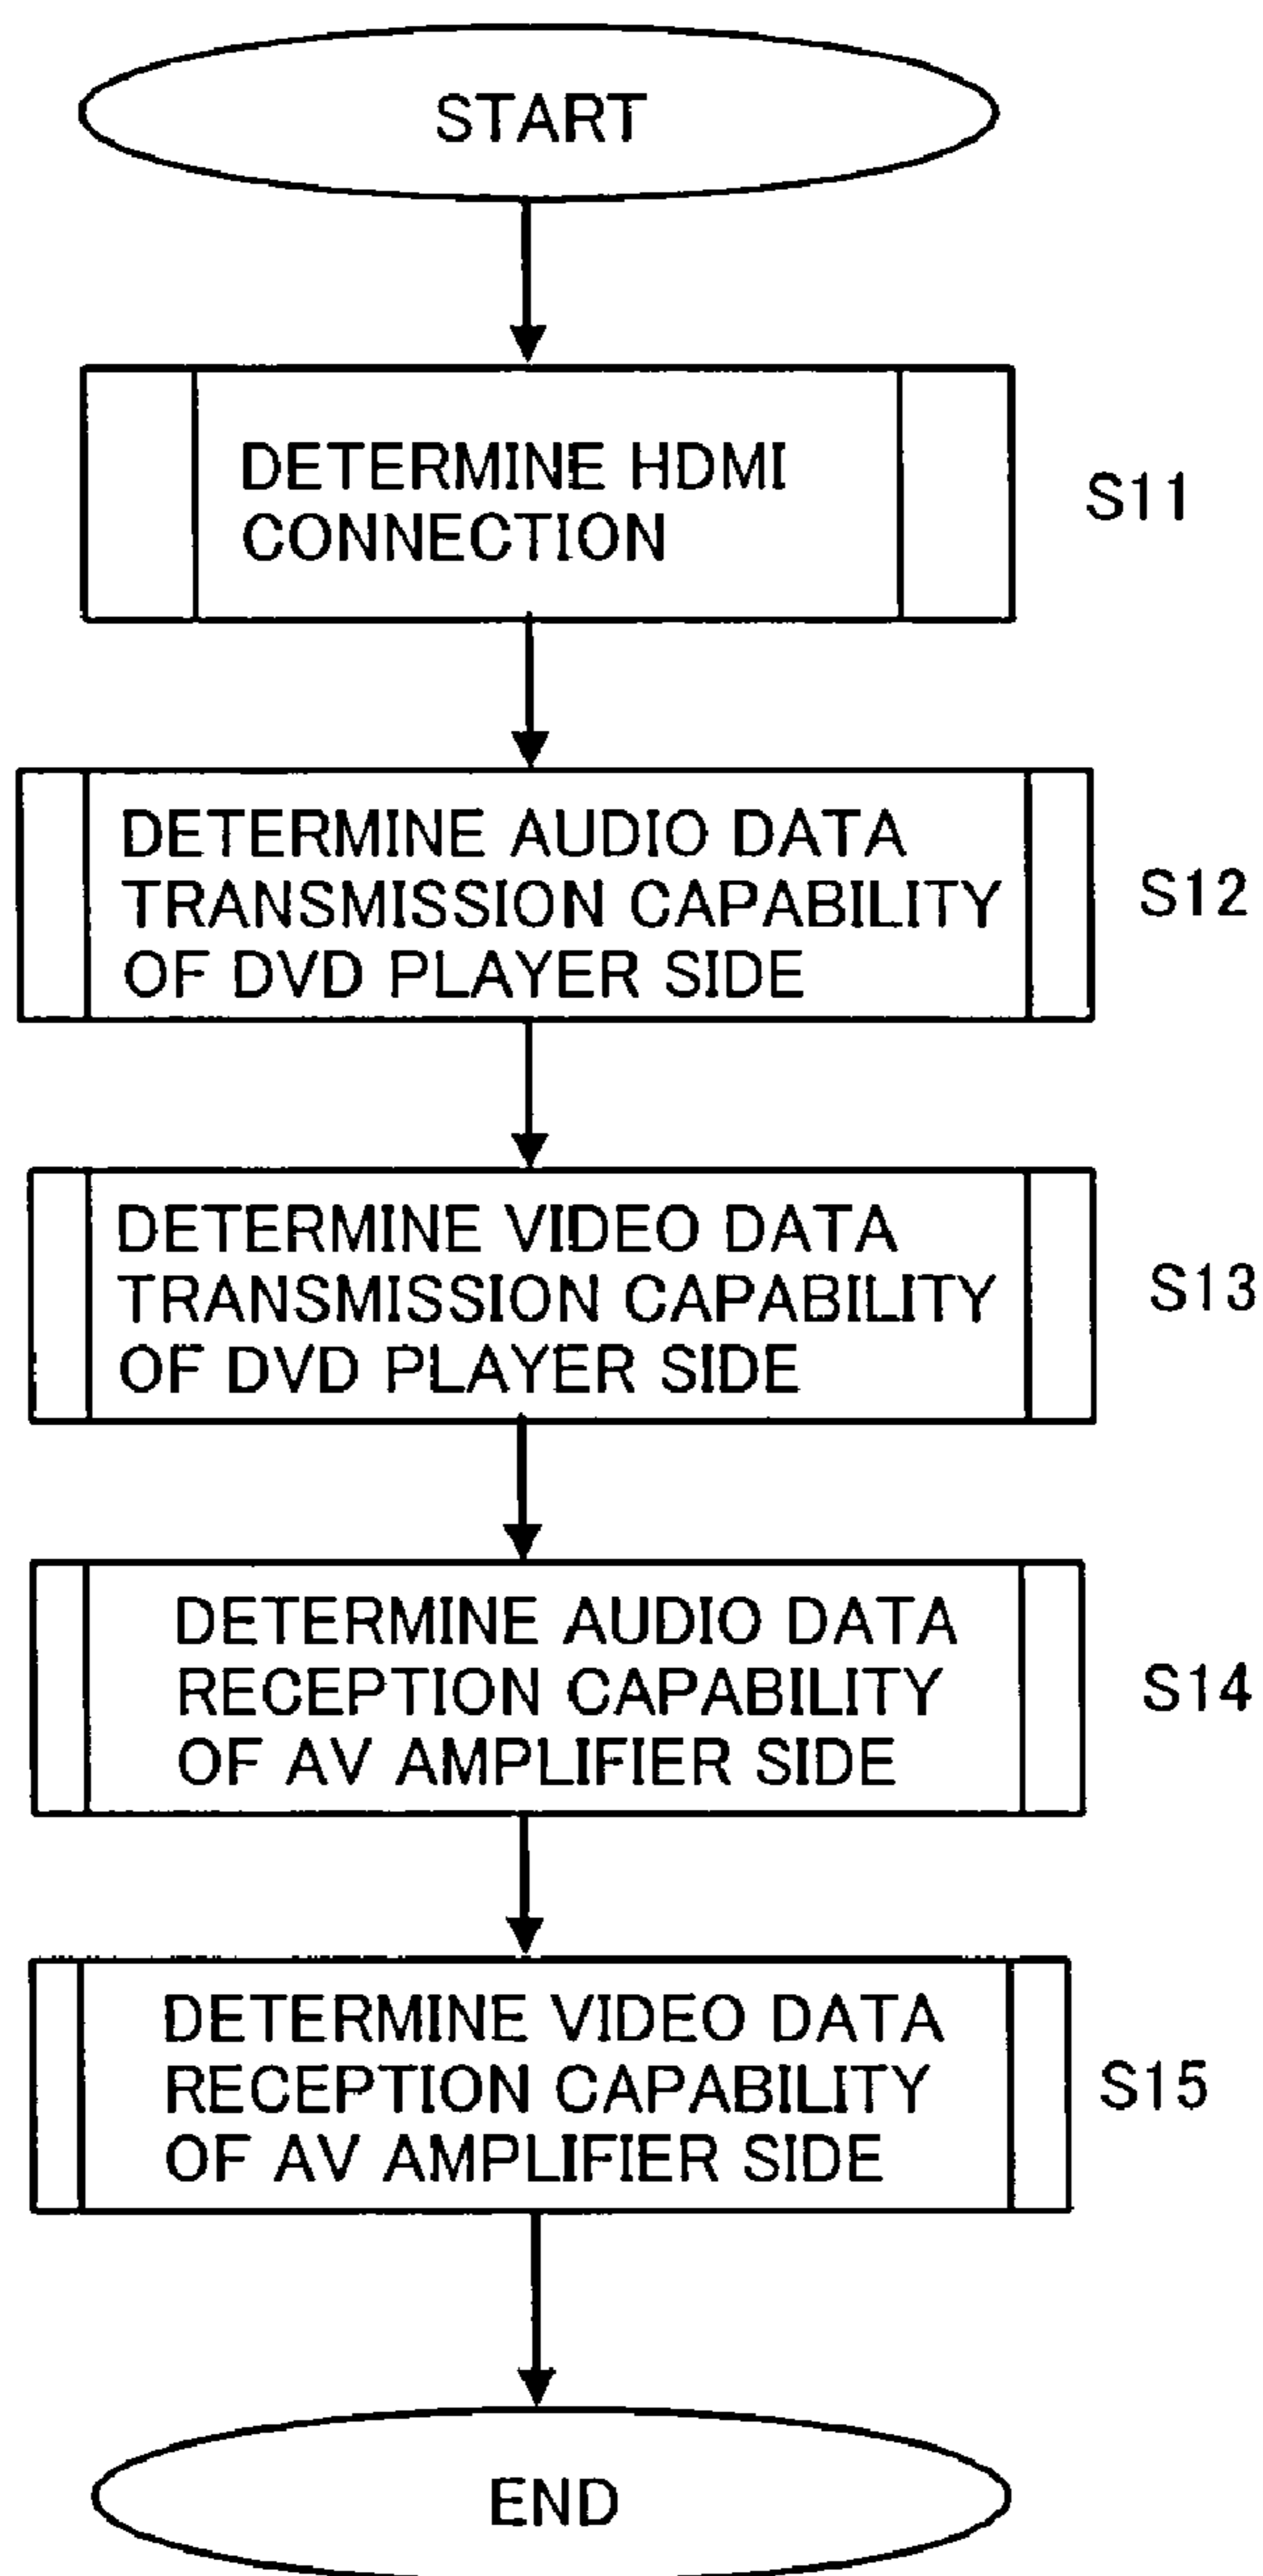 START
DETERMINE HDMI
CONNECTION
S11
DETERMINE AUDIO DATA
TRANSMISSION CAPABILITY
OF DVD PLAYER SIDE
S12
DETERMINE VIDEO DATA
TRANSMISSION CAPABILITY
OF DVD PLAYER SIDE
S13
DETERMINE AUDIO DATA
RECEPTION CAPABILITY
OF AV AMPLIFIER SIDE
S14
DETERMINE VIDEO DATA
RECEPTION CAPABILITY
OF AV AMPLIFIER SIDE
S15
END